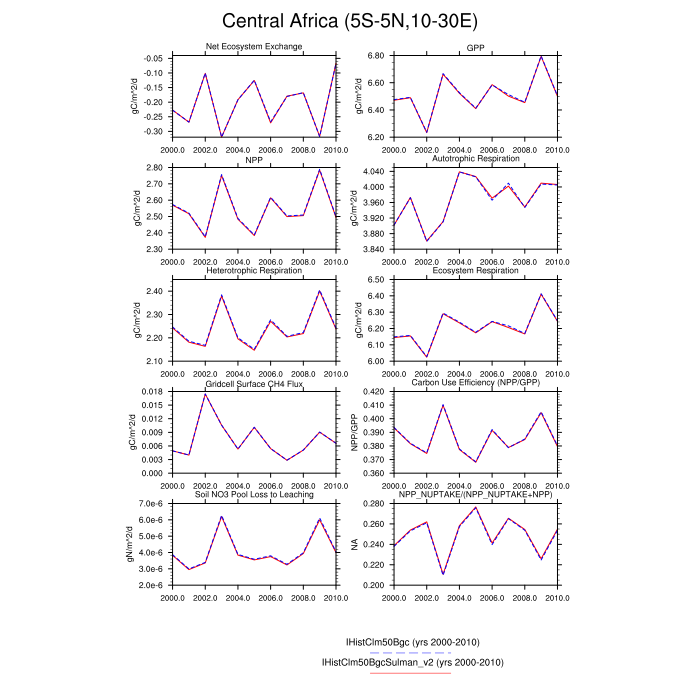 Central Africa (5S-5N,10-30E)
Net Ecosystem Exchange
gC/m^2/d
-0.05
-0.10
-0.15
-0.20
-0.25
-0.30
2000.0 2002.0 2004.0 2006.0 2008.0 2010.0
GPP
gC/m^2/d
6.80
6.60
6.40
6.20
2000.0 2002.0 2004.0 2006.0 2008.0 2010.0
NPP
gC/m^2/d
2.80
2.70
2.60
2.50
2.40
2.30
2000.0 2002.0 2004.0 2006.0 2008.0 2010.0
Autotrophic Respiration
gC/m^2/d
4.040
4.000
3.960
3.920
3.880
3.840
2000.0 2002.0 2004.0 2006.0 2008.0 2010.0
Heterotrophic Respiration
gC/m^2/d
2.40
2.30
2.20
2.10
2000.0 2002.0 2004.0 2006.0 2008.0 2010.0
Ecosystem Respiration
gC/m^2/d
6.50
6.40
6.30
6.20
6.10
6.00
2000.0 2002.0 2004.0 2006.0 2008.0 2010.0
Gridcell Surface CH4 Flux
gC/m^2/d
0.018
0.015
0.012
0.009
0.006
0.003
0.000
2000.0 2002.0 2004.0 2006.0 2008.0 2010.0
Carbon Use Efficiency (NPP/GPP)
NPP/GPP
0.420
0.410
0.400
0.390
0.380
0.370
0.360
2000.0 2002.0 2004.0 2006.0 2008.0 2010.0
Soil NO3 Pool Loss to Leaching
gN/m^2/d
7.0e-6
6.0e-6
5.0e-6
4.0e-6
3.0e-6
2.0e-6
2000.0 2002.0 2004.0 2006.0 2008.0 2010.0
NPP_NUPTAKE/(NPP_NUPTAKE+NPP)
NA
0.280
0.260
0.240
0.220
0.200
2000.0 2002.0 2004.0 2006.0 2008.0 2010.0
IHistClm50Bgc (yrs 2000-2010)
IHistClm50BgcSulman_v2 (yrs 2000-2010)